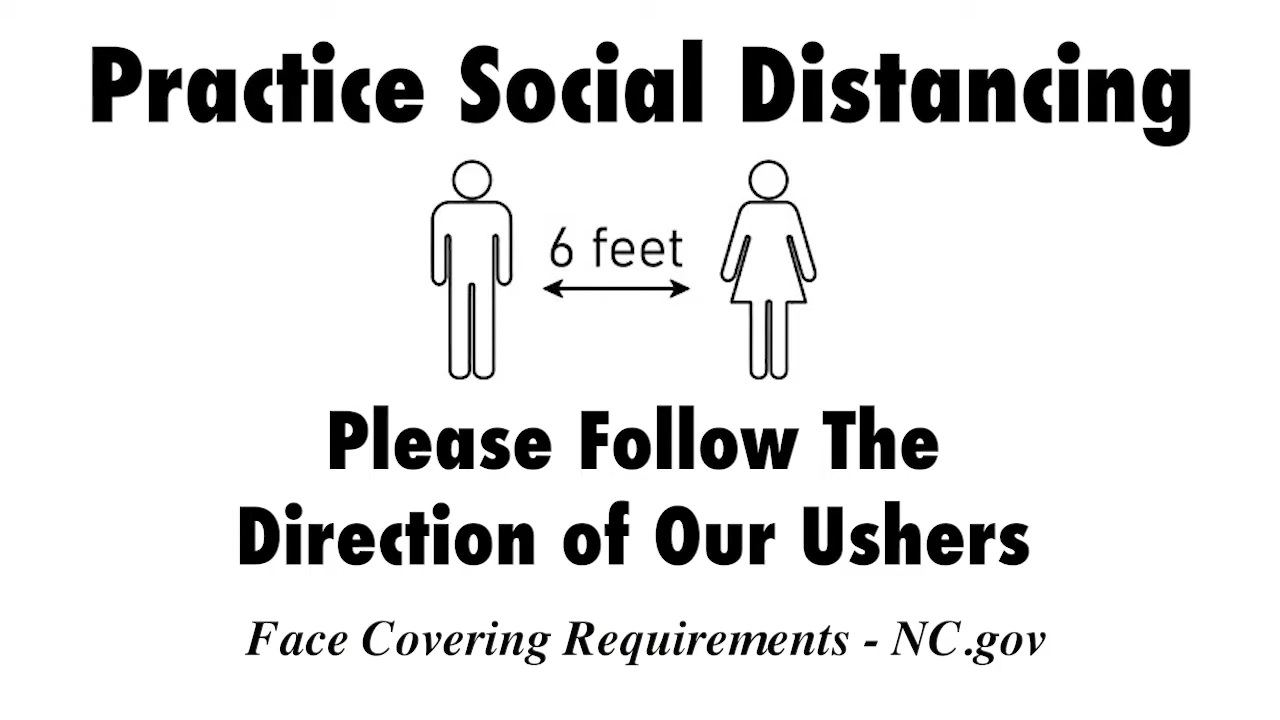 Practice Social Distancing
6 feet
Please Follow The
Direction of Our Ushers
Face Covering Requirements - NC.gov